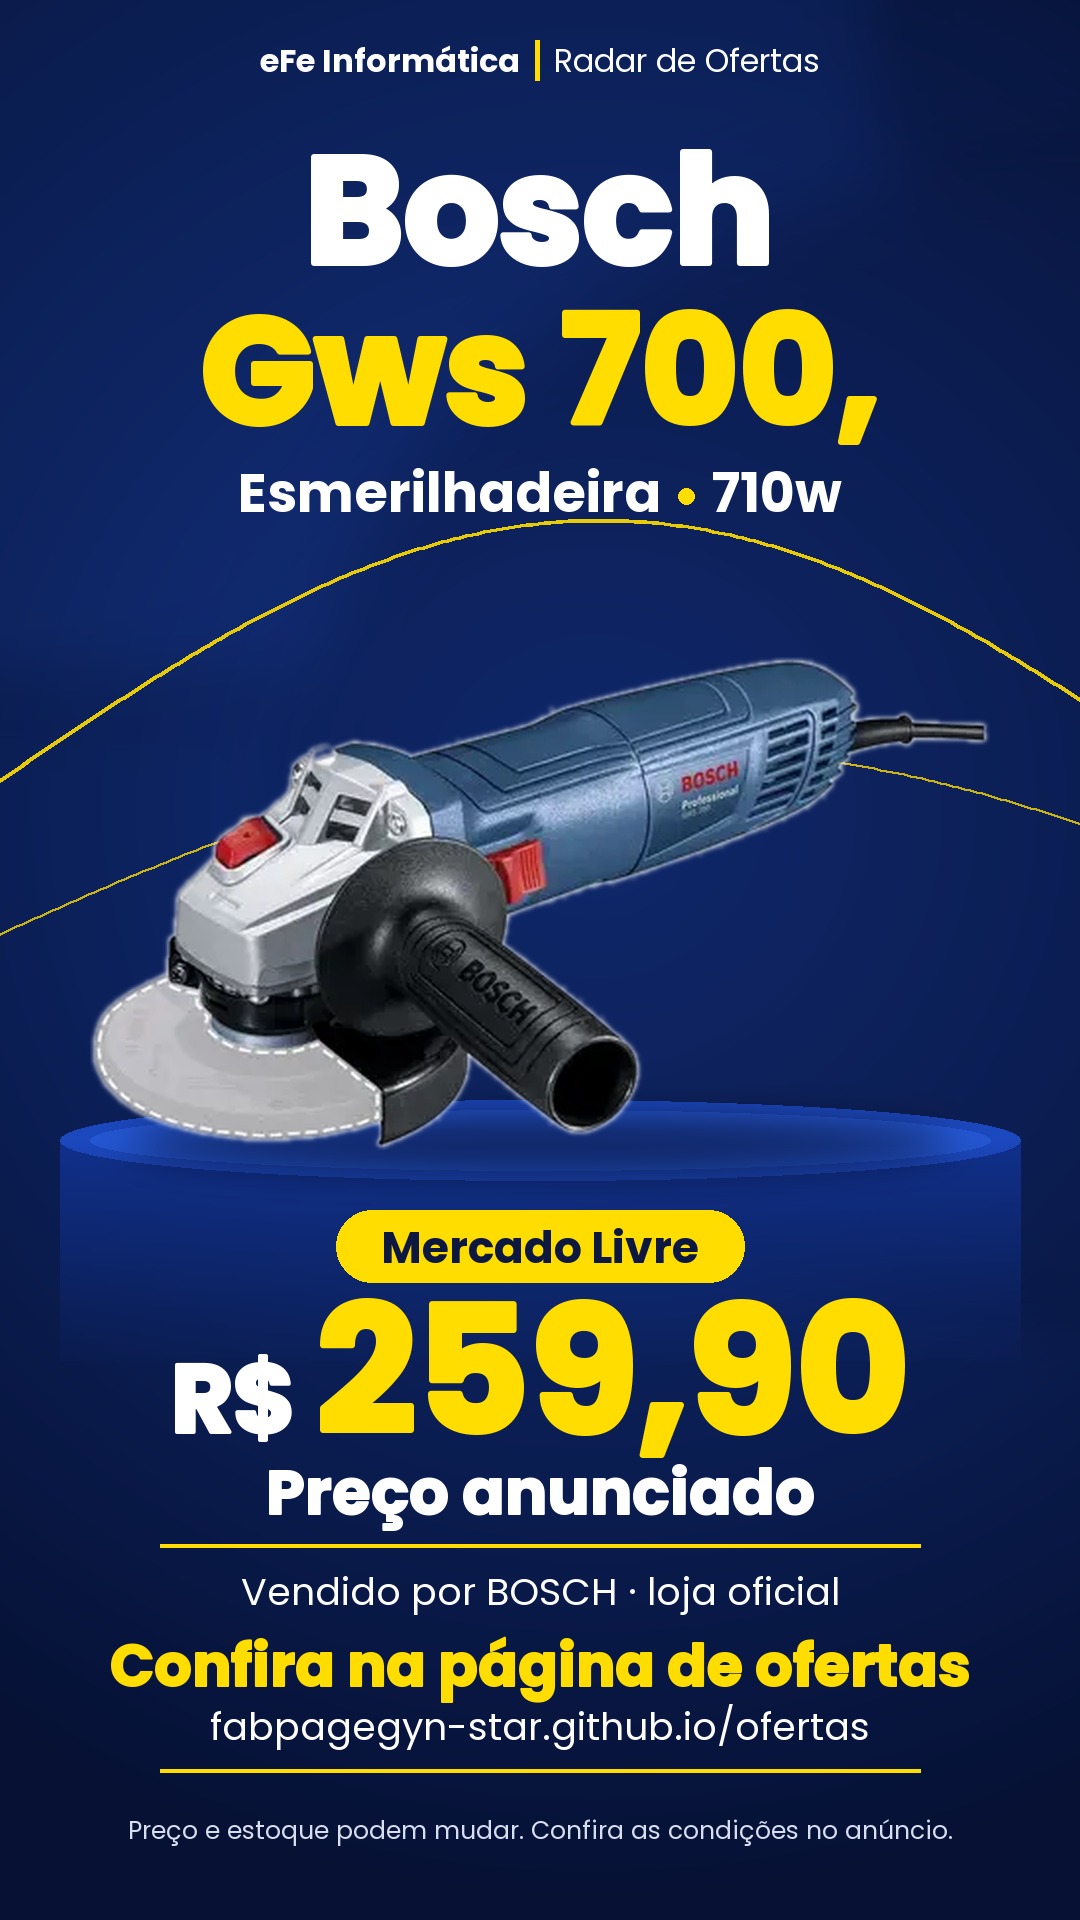 eFe Informática | Radar de Ofertas
Bosch
Gws 700,
Esmerilhadeira • 710w
BOSCH
Professional
BOSCH
Mercado Livre
R$ 259,90
Preço anunciado
Vendido por BOSCH · loja oficial
Confira na página de ofertas
fabpagegyn-star.github.io/ofertas
Preço e estoque podem mudar. Confira as condições no anúncio.